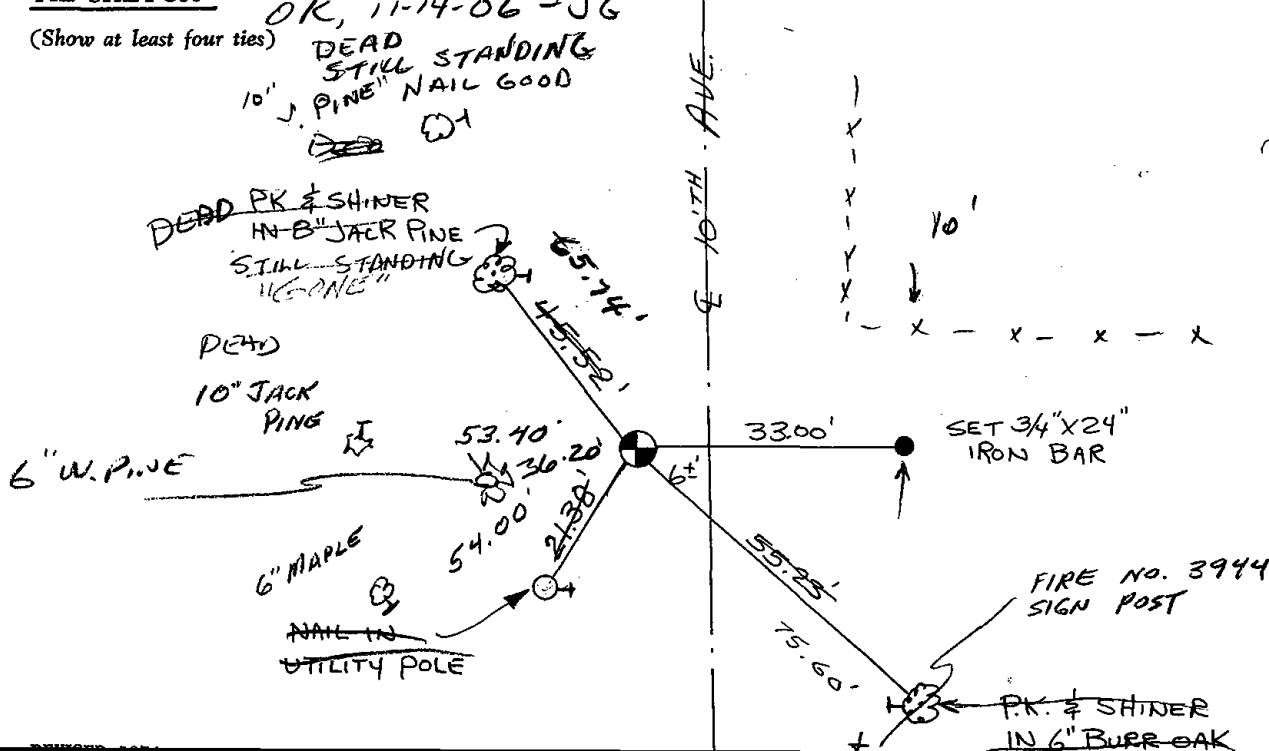 OK, 11-14-06 - JG
(Show at least four ties)
DEAD
STILL STANDING
10" J. PINE" NAIL GOOD
DEAD PK & SHINER
IN 8" JACK PINE
STILL STANDING
"GONE"
65.74'
45.52'
℄ 10TH AVE.
10'
DEAD
10" JACK
PING
6" W. PINE
53.40'
36.20'
54.00'
21.38'
33.00'
6±'
SET 3/4" X 24"
IRON BAR
6" MAPLE
NAIL IN
UTILITY POLE
55.23'
75.60'
FIRE NO. 3944
SIGN POST
P.K. & SHINER
IN 6" BURR OAK